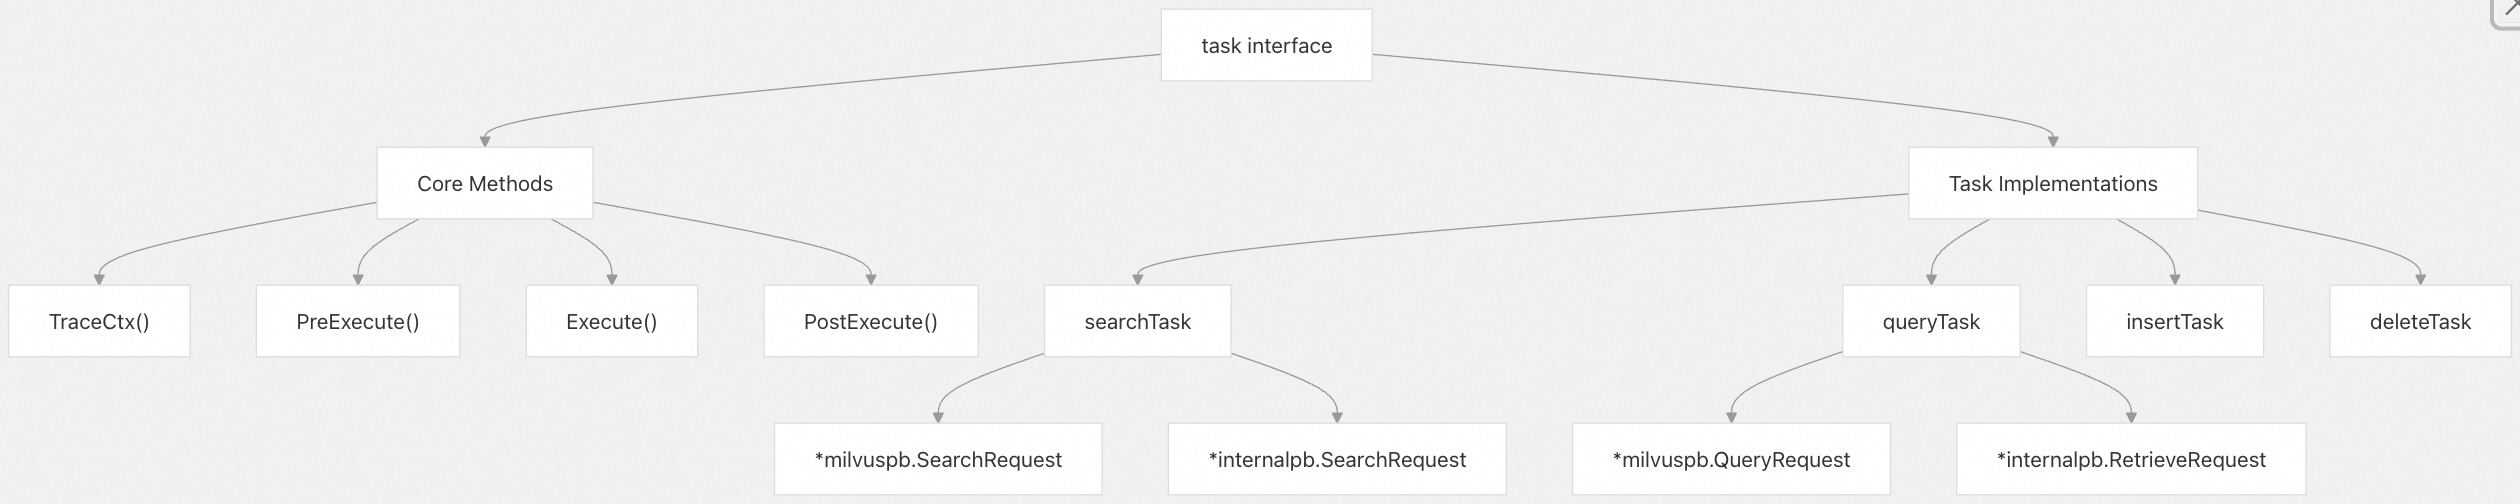 task interface
Core Methods
Task Implementations
TraceCtx()
PreExecute()
Execute()
PostExecute()
searchTask
queryTask
insertTask
deleteTask
*milvuspb.SearchRequest
*internalpb.SearchRequest
*milvuspb.QueryRequest
*internalpb.RetrieveRequest